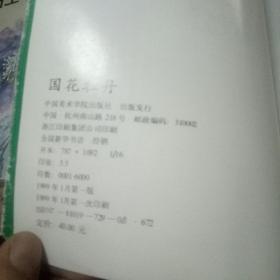 国花牡丹
中国美术学院出版社 出版发行
中国·杭州南山路218号 邮政编码:310002
浙江印刷集团公司印刷
全国新华书店 经销
开本:787×1092 1/16
印张:3.5
印数:0001-6000
1999年1月第一版
1999年1月第一次印刷
定价:40.00元